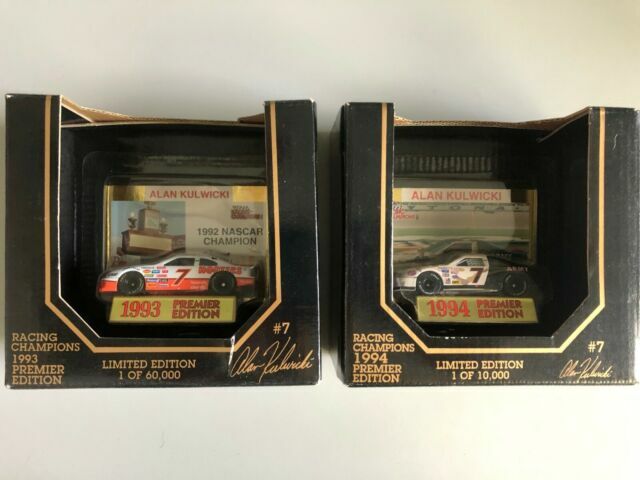 ALAN KULWICKI
1992 NASCAR
CHAMPION
7
HOOTERS
1993 PREMIER
EDITION
RACING
CHAMPIONS
1993
PREMIER
EDITION
LIMITED EDITION
1 OF 60,000
#7
Alan Kulwicki
ALAN KULWICKI
7
1994 PREMIER
EDITION
RACING
CHAMPIONS
1994
PREMIER
EDITION
LIMITED EDITION
1 OF 10,000
#7
Alan Kulwicki